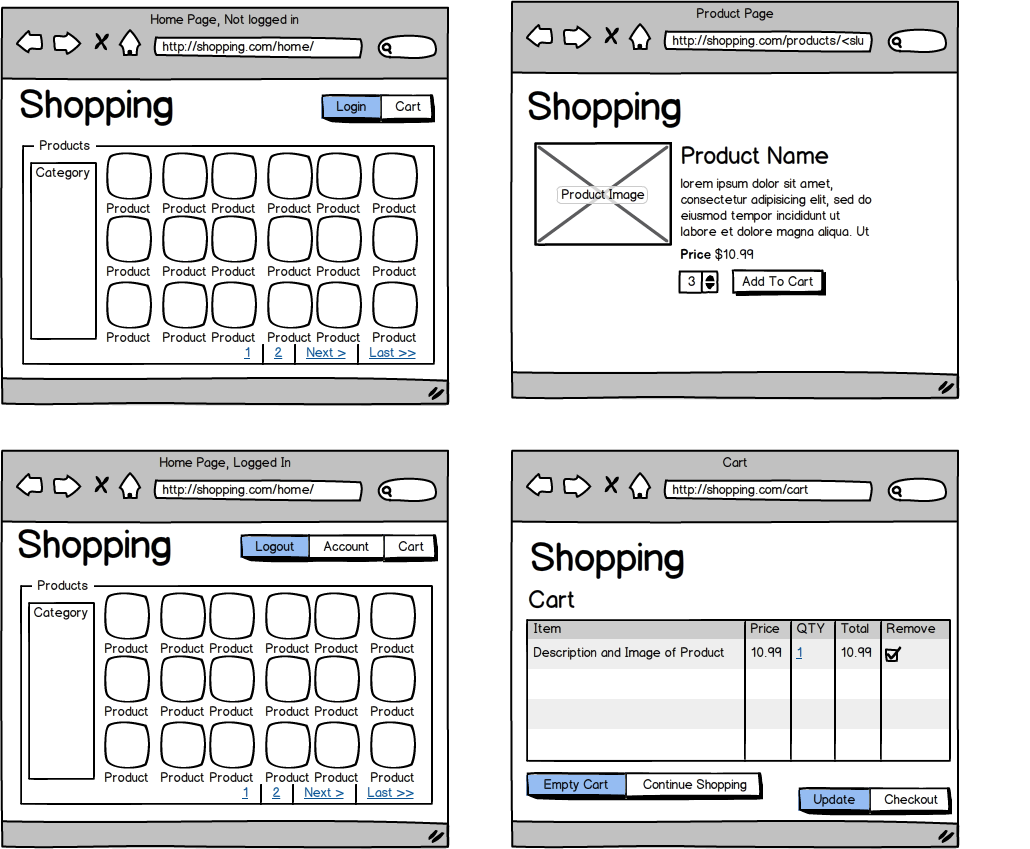 Home Page, Not logged in
http://shopping.com/home/
Shopping
Login Cart
Products
Category
Product Product Product Product Product Product
Product Product Product Product Product Product
Product Product Product Product Product Product
1 2 Next > Last >>
Product Page
http://shopping.com/products/<slu
Shopping
Product Image
Product Name
lorem ipsum dolor sit amet,
consectetur adipisicing elit, sed do
eiusmod tempor incididunt ut
labore et dolore magna aliqua. Ut
Price $10.99
3 Add To Cart
Home Page, Logged In
http://shopping.com/home/
Shopping
Logout Account Cart
Products
Category
Product Product Product Product Product Product
Product Product Product Product Product Product
Product Product Product Product Product Product
1 2 Next > Last >>
Cart
http://shopping.com/cart
Shopping
Cart
Item Price QTY Total Remove
Description and Image of Product 10.99 1 10.99
Empty Cart Continue Shopping
Update Checkout